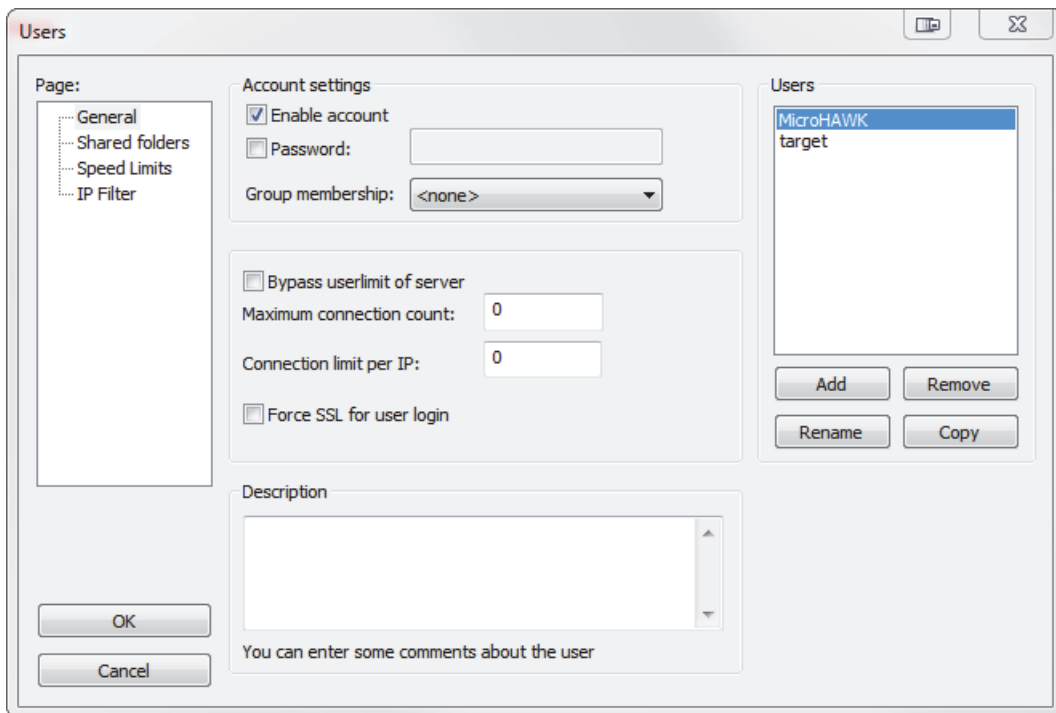 Users
Page:
General
Shared folders
Speed Limits
IP Filter
Account settings
Enable account
Password:
Group membership: <none>
Bypass userlimit of server
Maximum connection count: 0
Connection limit per IP: 0
Force SSL for user login
Description
You can enter some comments about the user
Users
MicroHAWK
target
Add Remove
Rename Copy
OK
Cancel